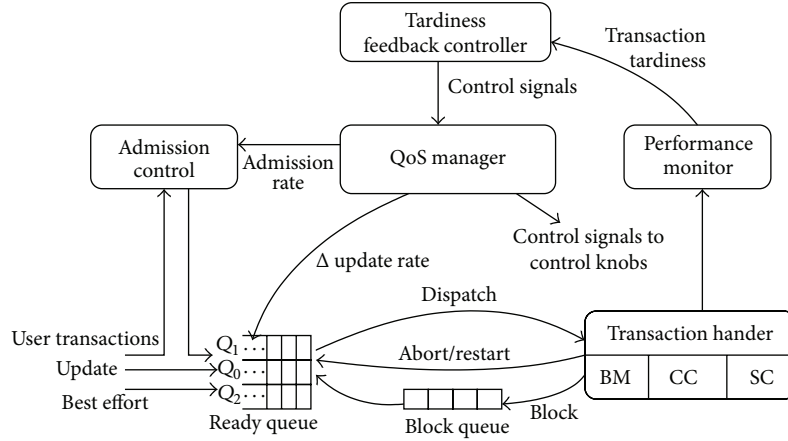 Tardiness
feedback controller
Transaction
tardiness
Control signals
Admission
control
Admission
rate
QoS manager
Performance
monitor
Control signals to
control knobs
Δ update rate
Dispatch
User transactions
Update
Best effort
Q1 ...
Q0 ...
Q2 ...
Ready queue
Abort/restart
Block queue
Block
Transaction hander
BM CC SC